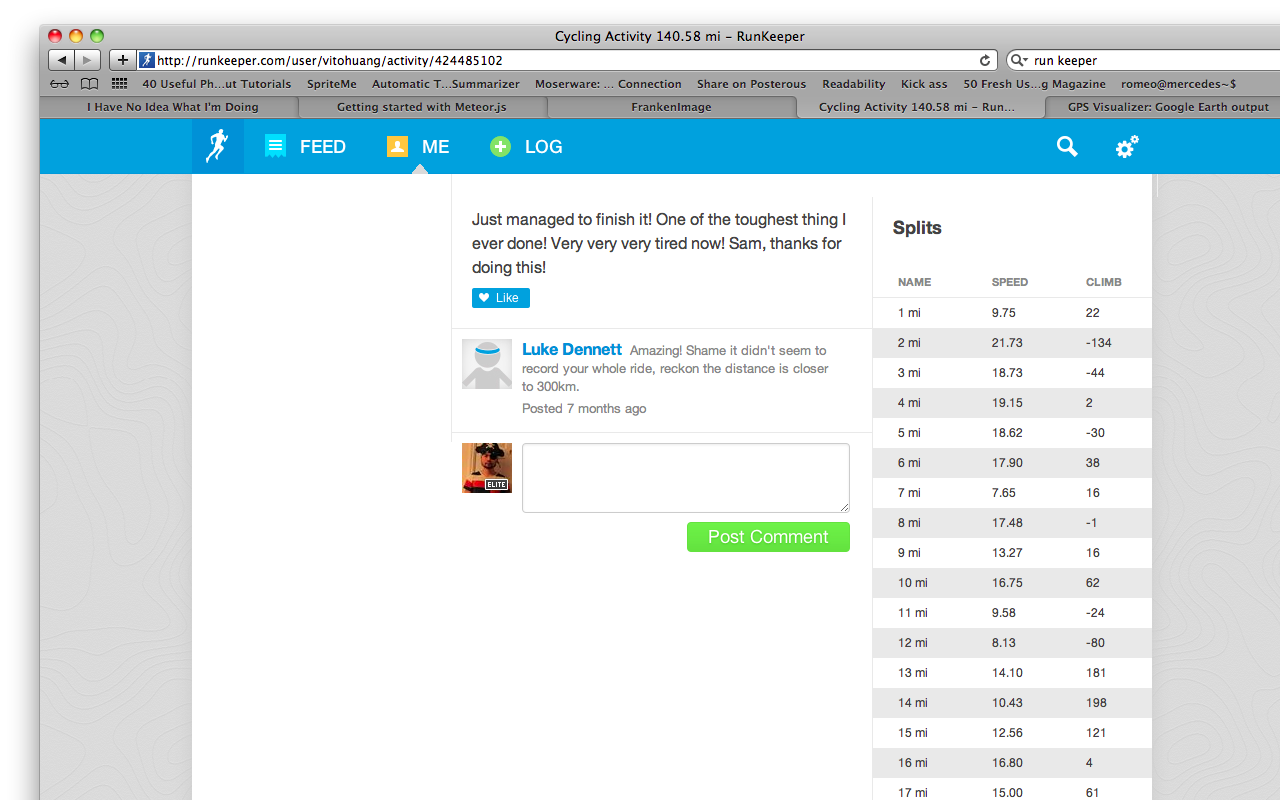 Cycling Activity 140.58 mi – RunKeeper
http://runkeeper.com/user/vitohuang/activity/424485102
run keeper
40 Useful Ph...ut Tutorials SpriteMe Automatic T...Summarizer Moserware: ... Connection Share on Posterous Readability Kick ass 50 Fresh Us...g Magazine romeo@mercedes~$
I Have No Idea What I'm Doing Getting started with Meteor.js FrankenImage Cycling Activity 140.58 mi – Run... GPS Visualizer: Google Earth output
FEED ME LOG
Just managed to finish it! One of the toughest thing I
ever done! Very very very tired now! Sam, thanks for
doing this!
Like
Luke Dennett Amazing! Shame it didn't seem to
record your whole ride, reckon the distance is closer
to 300km.
Posted 7 months ago
ELITE
Post Comment
Splits
NAME SPEED CLIMB
1 mi 9.75 22
2 mi 21.73 -134
3 mi 18.73 -44
4 mi 19.15 2
5 mi 18.62 -30
6 mi 17.90 38
7 mi 7.65 16
8 mi 17.48 -1
9 mi 13.27 16
10 mi 16.75 62
11 mi 9.58 -24
12 mi 8.13 -80
13 mi 14.10 181
14 mi 10.43 198
15 mi 12.56 121
16 mi 16.80 4
17 mi 15.00 61